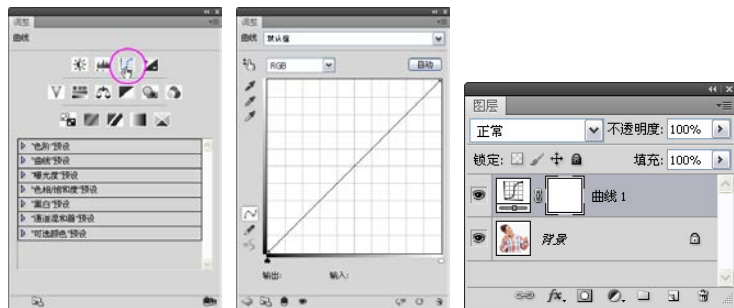 调整
曲线
"色阶"预设
"曲线"预设
"曝光度"预设
"色相/饱和度"预设
"黑白"预设
"通道混和器"预设
"可选颜色"预设
调整
曲线 默认值
RGB 自动
输出: 输入:
图层
正常 不透明度: 100%
锁定: 填充: 100%
曲线 1
背景
fx.